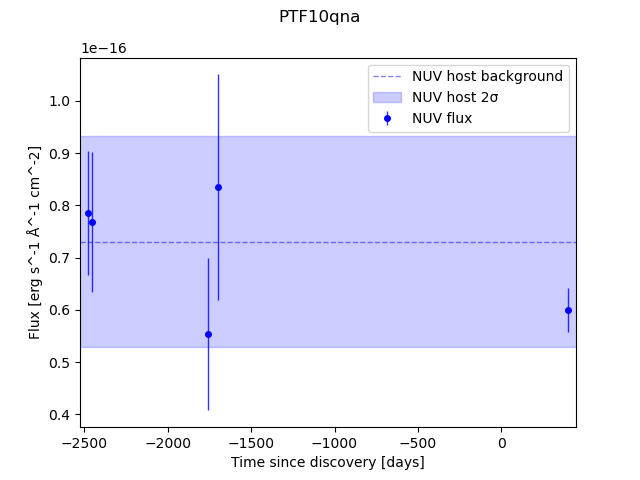 PTF10qna
1e−16
NUV host background
NUV host 2σ
NUV flux
1.0
0.9
0.8
0.7
0.6
0.5
0.4
Flux [erg s^-1 Å^-1 cm^-2]
−2500 −2000 −1500 −1000 −500 0
Time since discovery [days]